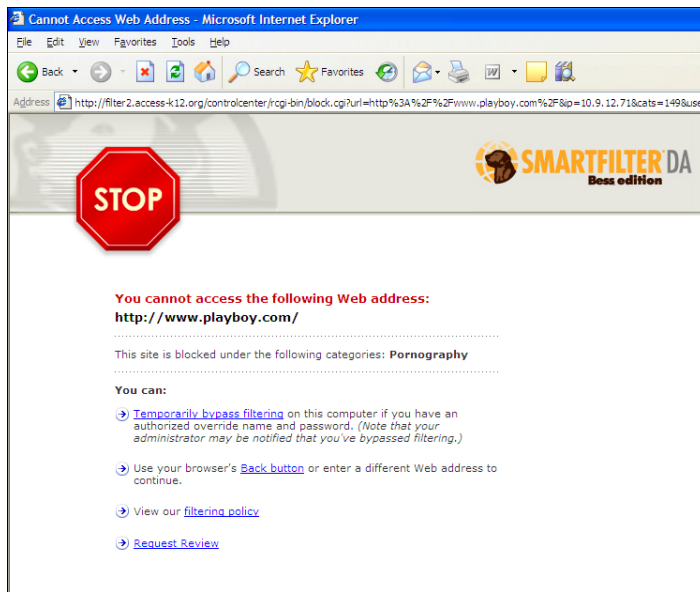 Cannot Access Web Address - Microsoft Internet Explorer
File Edit View Favorites Tools Help
Back Search Favorites W
Address http://filter2.access-k12.org/controlcenter/rcgi-bin/block.cgi?url=http%3A%2F%2Fwww.playboy.com%2F&ip=10.9.12.71&cats=149&use
STOP
SMARTFILTER DA
Bess edition
You cannot access the following Web address:
http://www.playboy.com/
This site is blocked under the following categories: Pornography
You can:
Temporarily bypass filtering on this computer if you have an
authorized override name and password. (Note that your
administrator may be notified that you've bypassed filtering.)
Use your browser's Back button or enter a different Web address to
continue.
View our filtering policy
Request Review